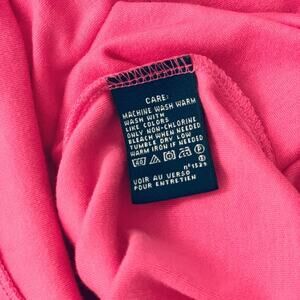 CARE:
MACHINE WASH WARM
WASH WITH
LIKE COLORS
ONLY NON-CHLORINE
BLEACH WHEN NEEDED
TUMBLE DRY LOW
WARM IRON IF NEEDED
n° 1524
VOIR AU VERSO
POUR ENTRETIEN